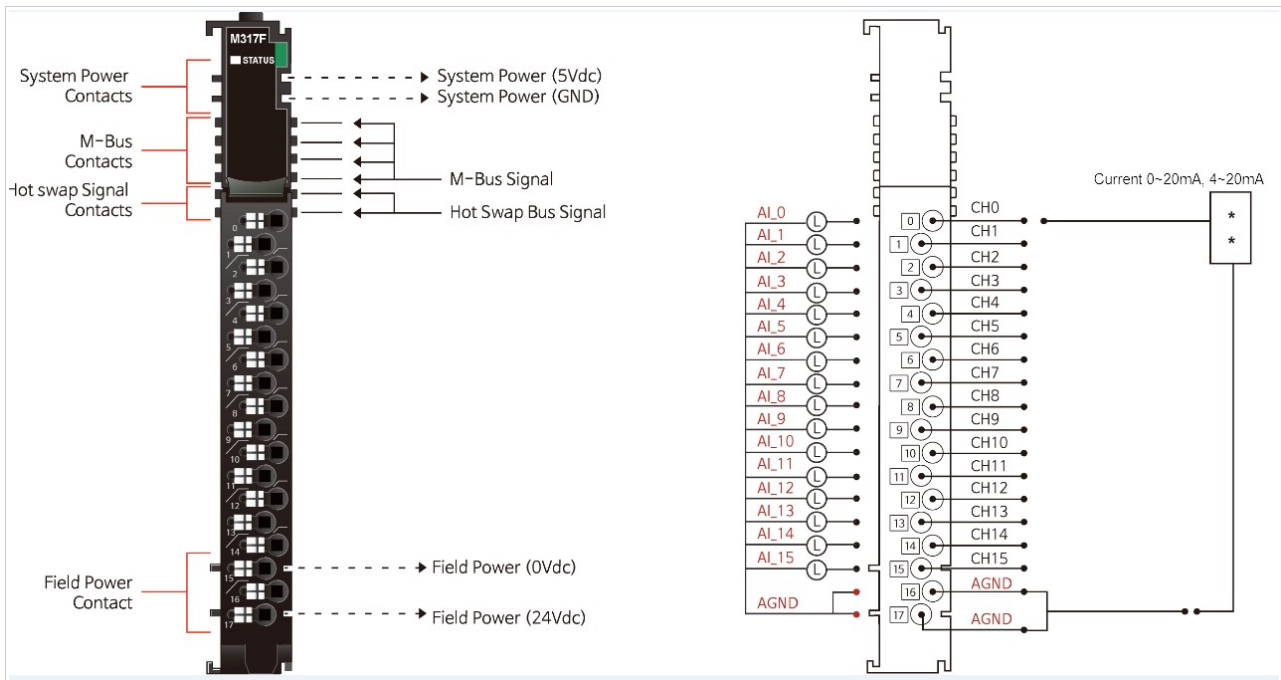 M317F
STATUS
System Power
Contacts
System Power (5Vdc)
System Power (GND)
M-Bus
Contacts
M-Bus Signal
Hot swap Signal
Contacts
Hot Swap Bus Signal
0
1
2
3
4
5
6
7
8
9
10
11
12
13
14
15
16
17
Field Power
Contact
Field Power (0Vdc)
Field Power (24Vdc)
Current 0~20mA, 4~20mA
*
*
AI_0 L 0 CH0
AI_1 L 1 CH1
AI_2 L 2 CH2
AI_3 L 3 CH3
AI_4 L 4 CH4
AI_5 L 5 CH5
AI_6 L 6 CH6
AI_7 L 7 CH7
AI_8 L 8 CH8
AI_9 L 9 CH9
AI_10 L 10 CH10
AI_11 L 11 CH11
AI_12 L 12 CH12
AI_13 L 13 CH13
AI_14 L 14 CH14
AI_15 L 15 CH15
16 AGND
AGND 17 AGND